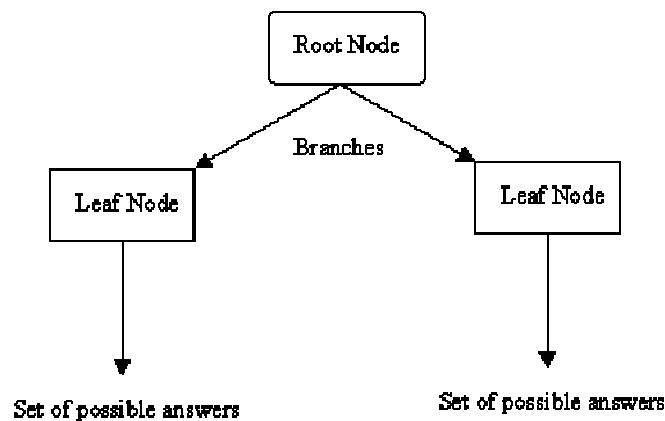 Root Node
Branches
Leaf Node
Leaf Node
Set of possible answers
Set of possible answers